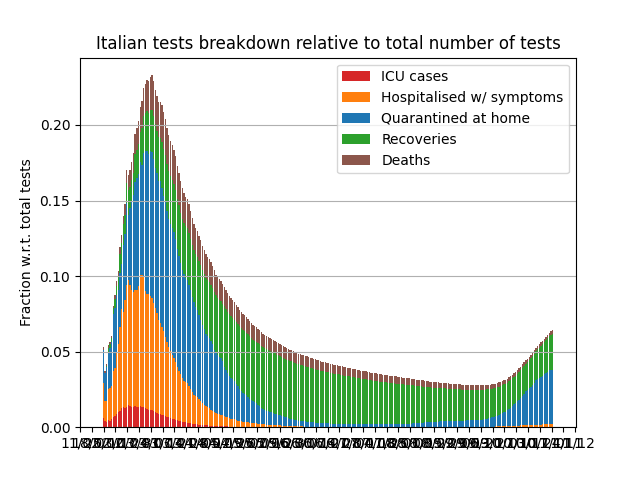 Italian tests breakdown relative to total number of tests
ICU cases
Hospitalised w/ symptoms
Quarantined at home
Recoveries
Deaths
Fraction w.r.t. total tests
0.20
0.15
0.10
0.05
0.00